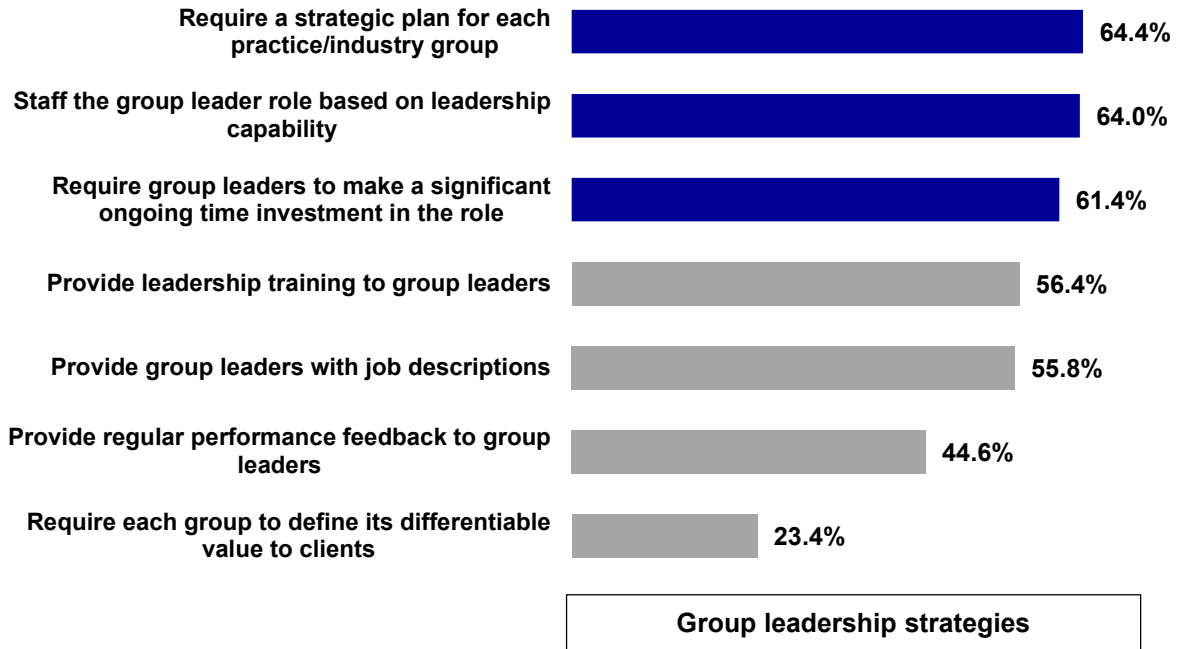 Require a strategic plan for each
practice/industry group
64.4%
Staff the group leader role based on leadership
capability
64.0%
Require group leaders to make a significant
ongoing time investment in the role
61.4%
Provide leadership training to group leaders
56.4%
Provide group leaders with job descriptions
55.8%
Provide regular performance feedback to group
leaders
44.6%
Require each group to define its differentiable
value to clients
23.4%
Group leadership strategies